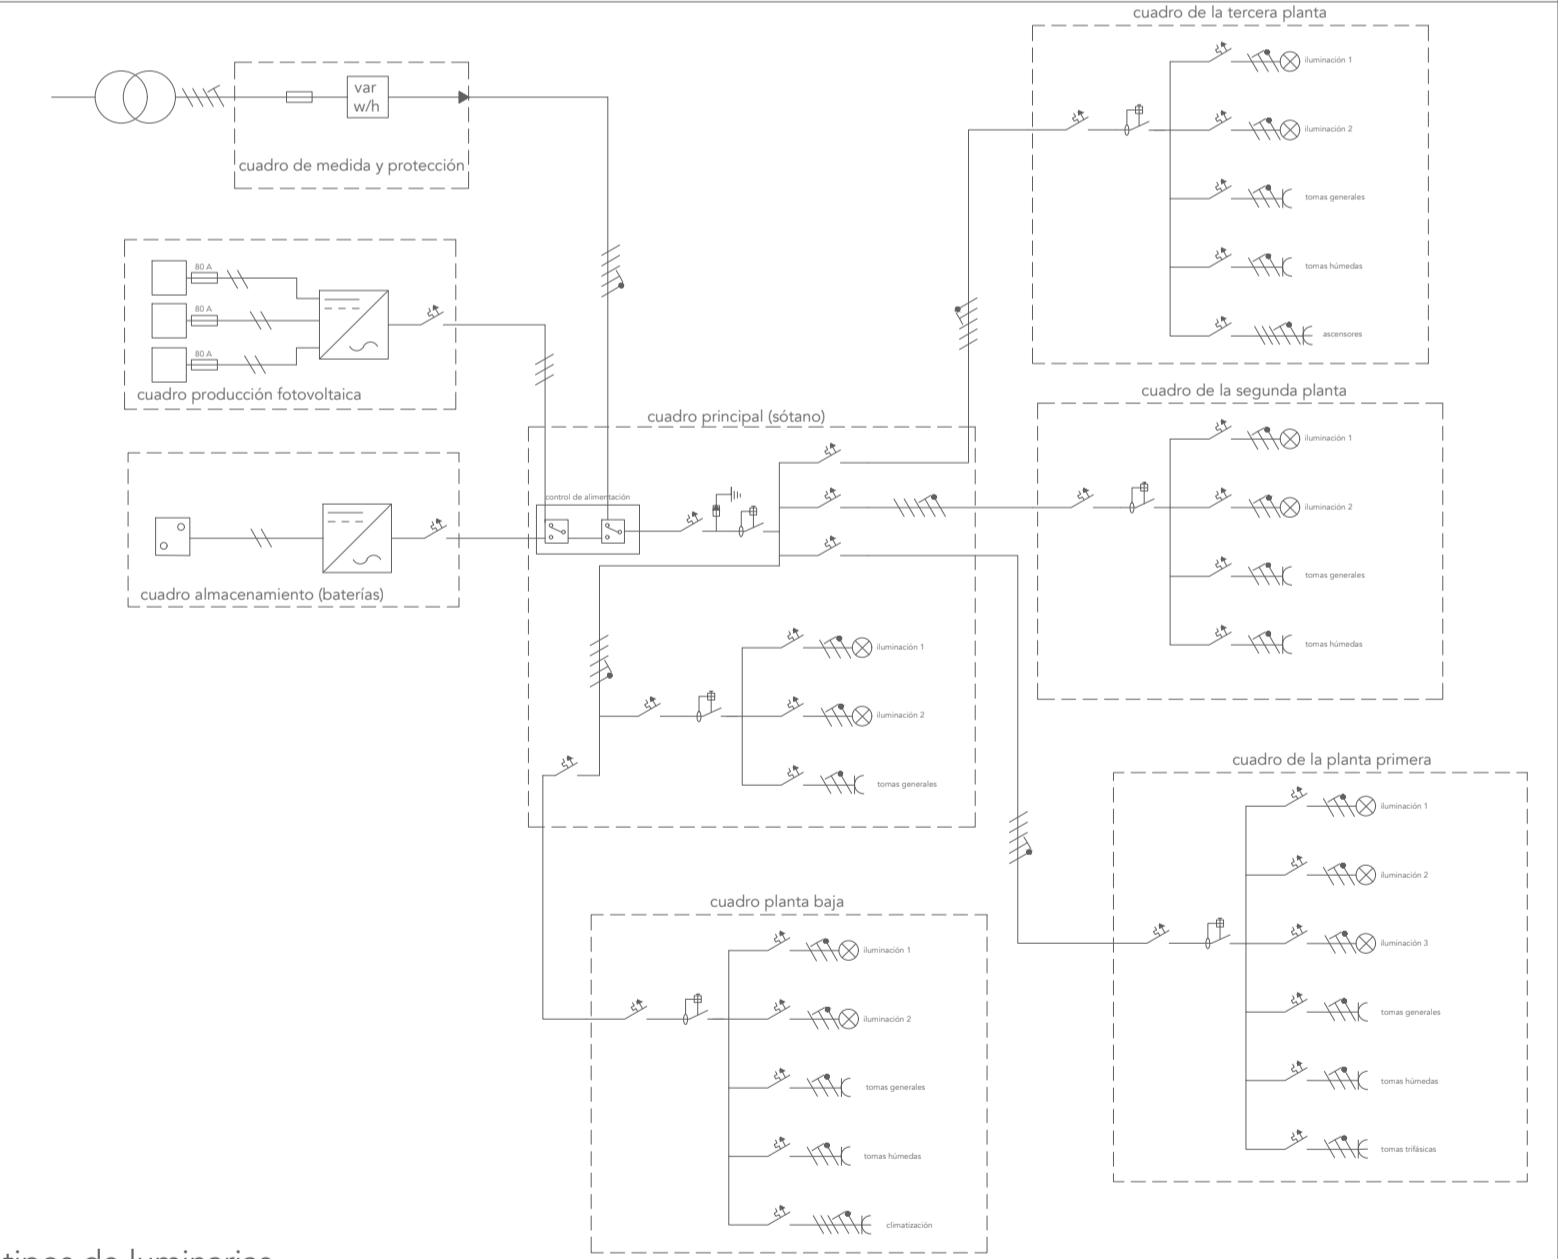 cuadro de la tercera planta
iluminación 1
iluminación 2
tomas generales
tomas húmedas
ascensores
var
w/h
cuadro de medida y protección
80 A
80 A
80 A
cuadro producción fotovoltaica
cuadro de la segunda planta
iluminación 1
iluminación 2
tomas generales
tomas húmedas
cuadro principal (sótano)
control de alimentación
cuadro almacenamiento (baterías)
iluminación 1
iluminación 2
tomas generales
cuadro de la planta primera
iluminación 1
iluminación 2
iluminación 3
tomas generales
tomas húmedas
tomas trifásicas
cuadro planta baja
iluminación 1
iluminación 2
tomas generales
tomas húmedas
climatización
tipos de luminarias